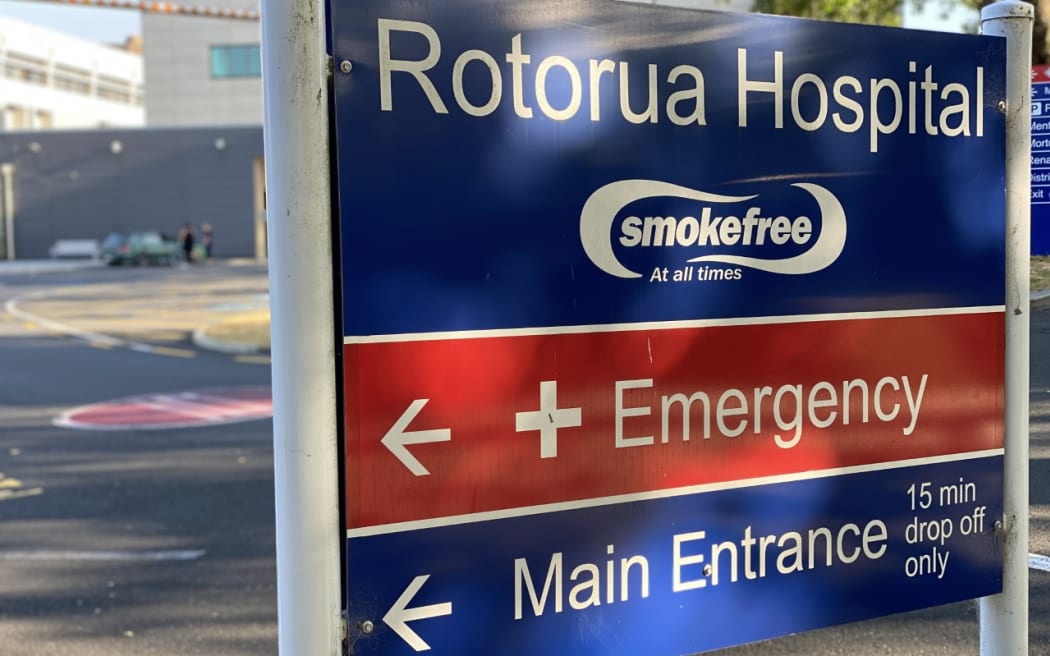 Rotorua Hospital
smokefree
At all times
Emergency
Main Entrance
15 min
drop off
only